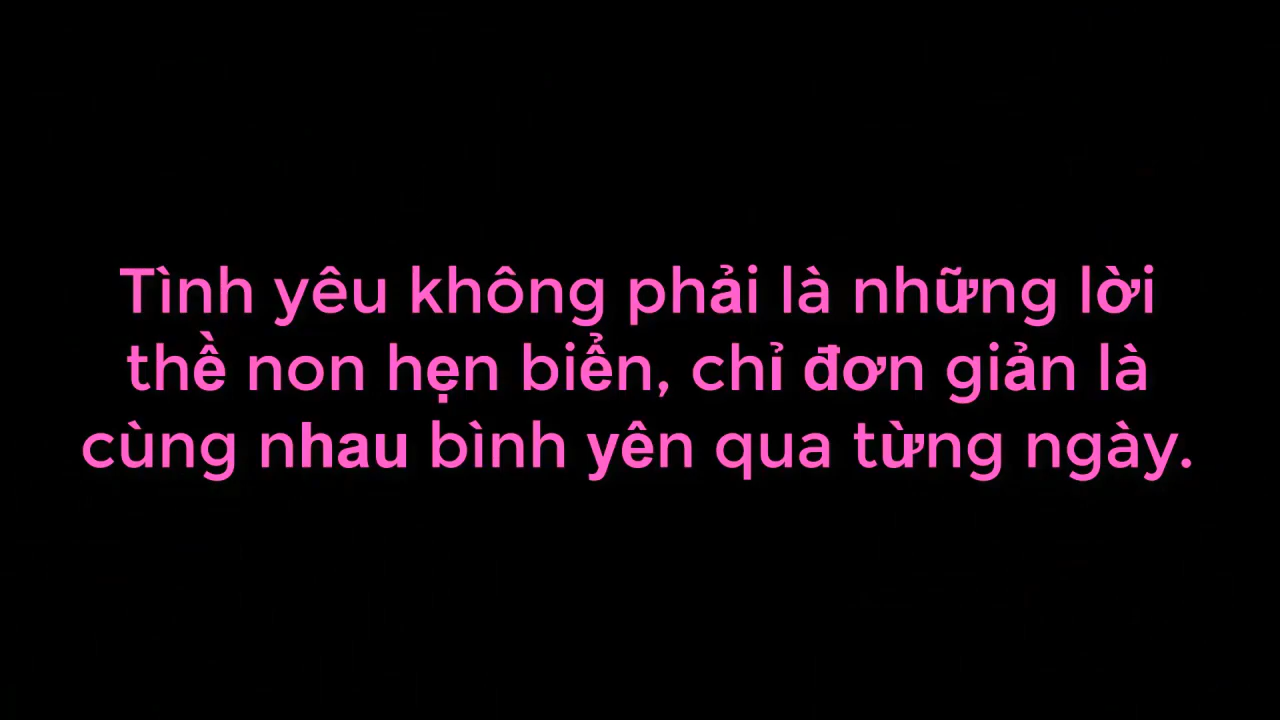 Tình yêu không phải là những lời
thề non hẹn biển, chỉ đơn giản là
cùng nhau bình yên qua từng ngày.